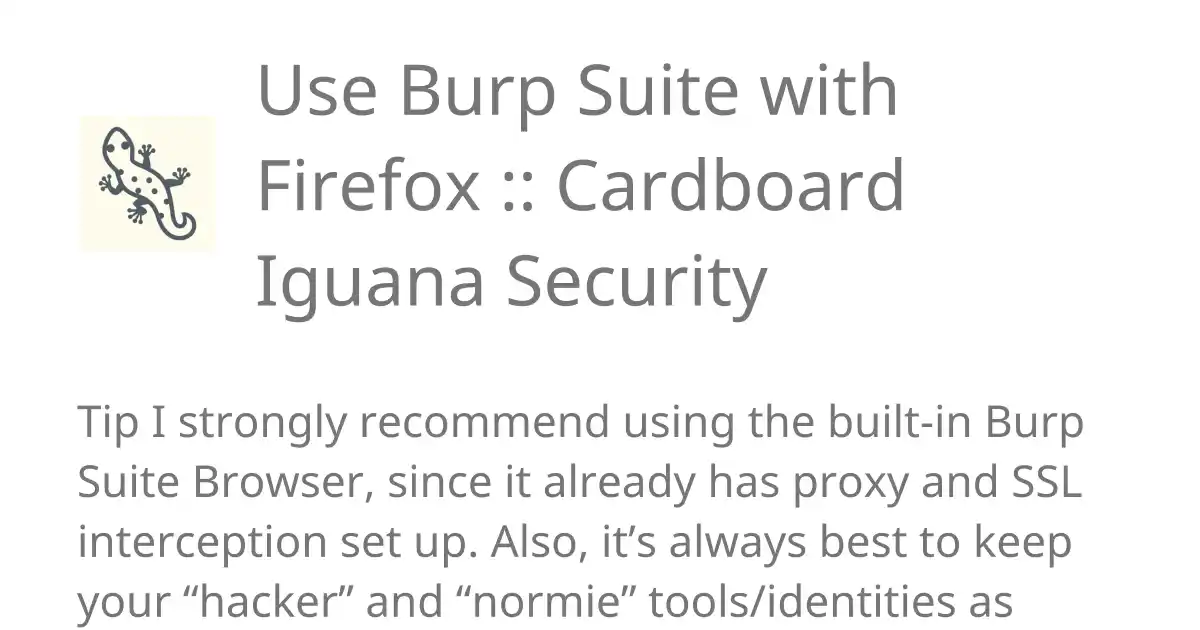 Use Burp Suite with
Firefox :: Cardboard
Iguana Security
Tip I strongly recommend using the built-in Burp
Suite Browser, since it already has proxy and SSL
interception set up. Also, it’s always best to keep
your “hacker” and “normie” tools/identities as